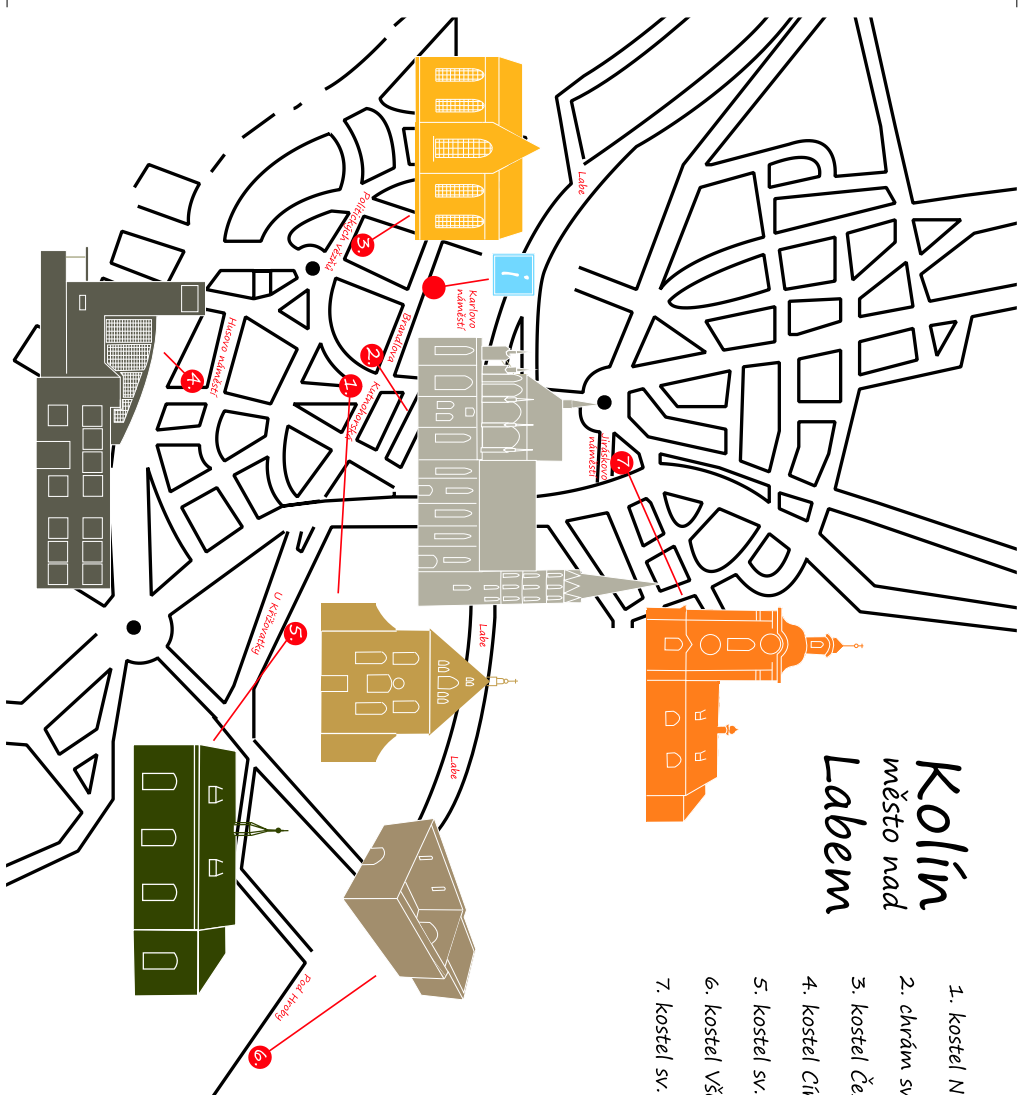 Kolín
město nad
Labem
1. kostel N
2. chrám sv
3. kostel Če
4. kostel Cír
5. kostel sv.
6. kostel Vš
7. kostel sv.
Labe
Jiráskovo
náměstí
7.
i
Karlovo
náměstí
Politických vězňů
3.
Brandlova
2.
1.
Kutnohorská
Husovo náměstí
4.
Labe
Labe
U Křižovatky
5.
Pod Hroby
6.